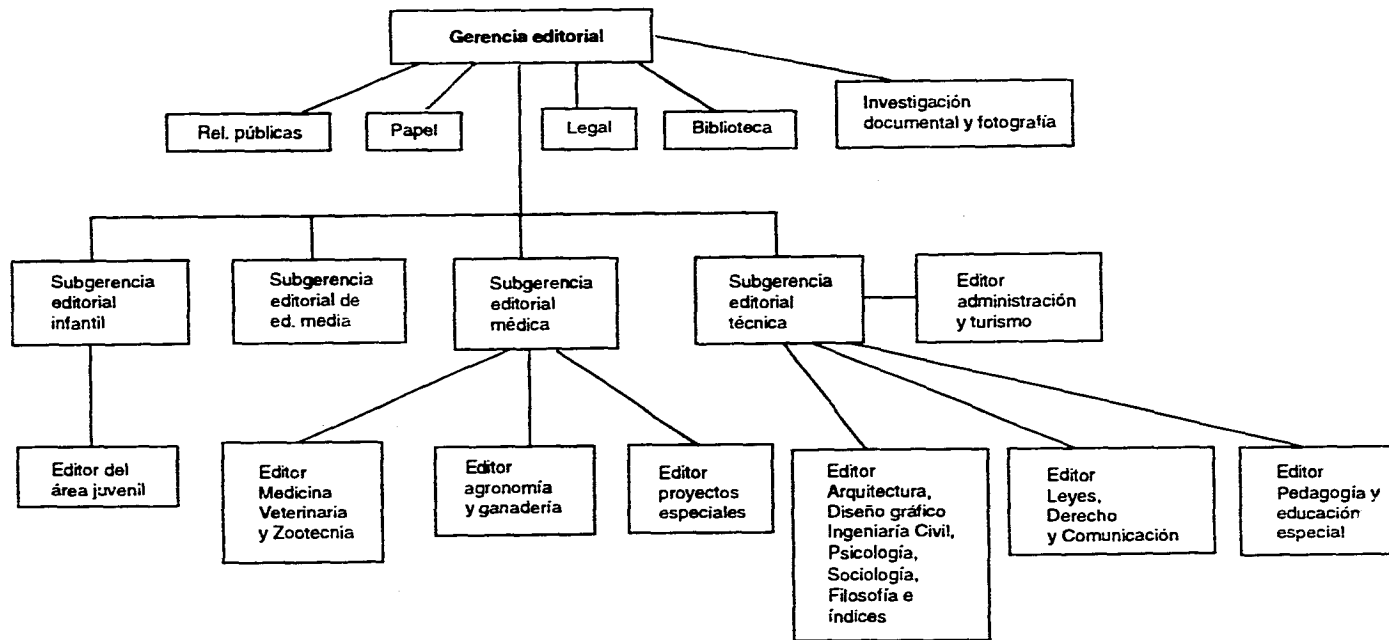 Gerencia editorial
Rel. públicas
Papel
Legal
Biblioteca
Investigación
documental y fotografía
Subgerencia
editorial
infantil
Subgerencia
editorial de
ed. media
Subgerencia
editorial
médica
Subgerencia
editorial
técnica
Editor
administración
y turismo
Editor del
área juvenil
Editor
Medicina
Veterinaria
y Zootecnia
Editor
agronomía
y ganadería
Editor
proyectos
especiales
Editor
Arquitectura,
Diseño gráfico
Ingeniaría Civil,
Psicología,
Sociología,
Filosofía e
índices
Editor
Leyes,
Derecho
y Comunicación
Editor
Pedagogía y
educación
especial